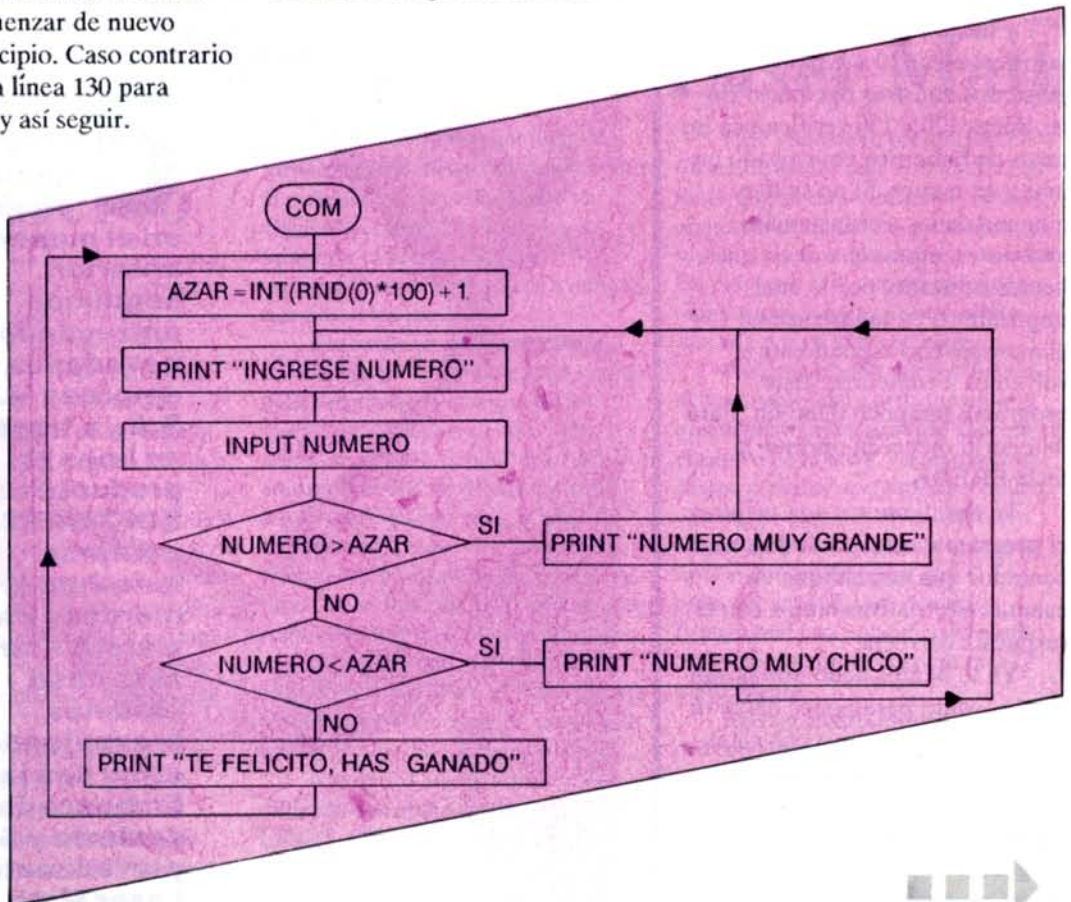 menzar de nuevo
cipio. Caso contrario
línea 130 para
y así seguir.
COM
AZAR=INT(RND(0)*100)+1.
PRINT "INGRESE NUMERO"
INPUT NUMERO
NUMERO>AZAR
SI
PRINT "NUMERO MUY GRANDE"
NO
NUMERO<AZAR
SI
PRINT "NUMERO MUY CHICO"
NO
PRINT "TE FELICITO, HAS GANADO"